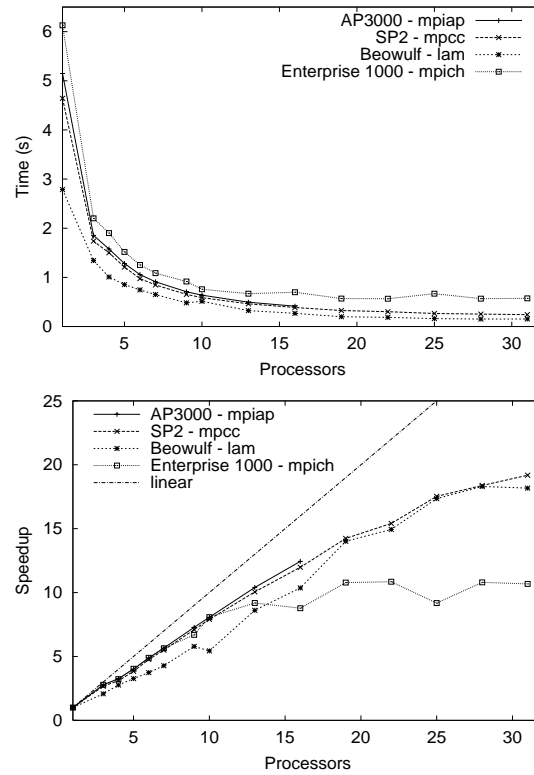 AP3000 - mpiap
SP2 - mpcc
Beowulf - lam
Enterprise 1000 - mpich
6
5
4
3
2
1
0
Time (s)
5 10 15 20 25 30
Processors
AP3000 - mpiap
SP2 - mpcc
Beowulf - lam
Enterprise 1000 - mpich
linear
25
20
15
10
5
0
Speedup
5 10 15 20 25 30
Processors